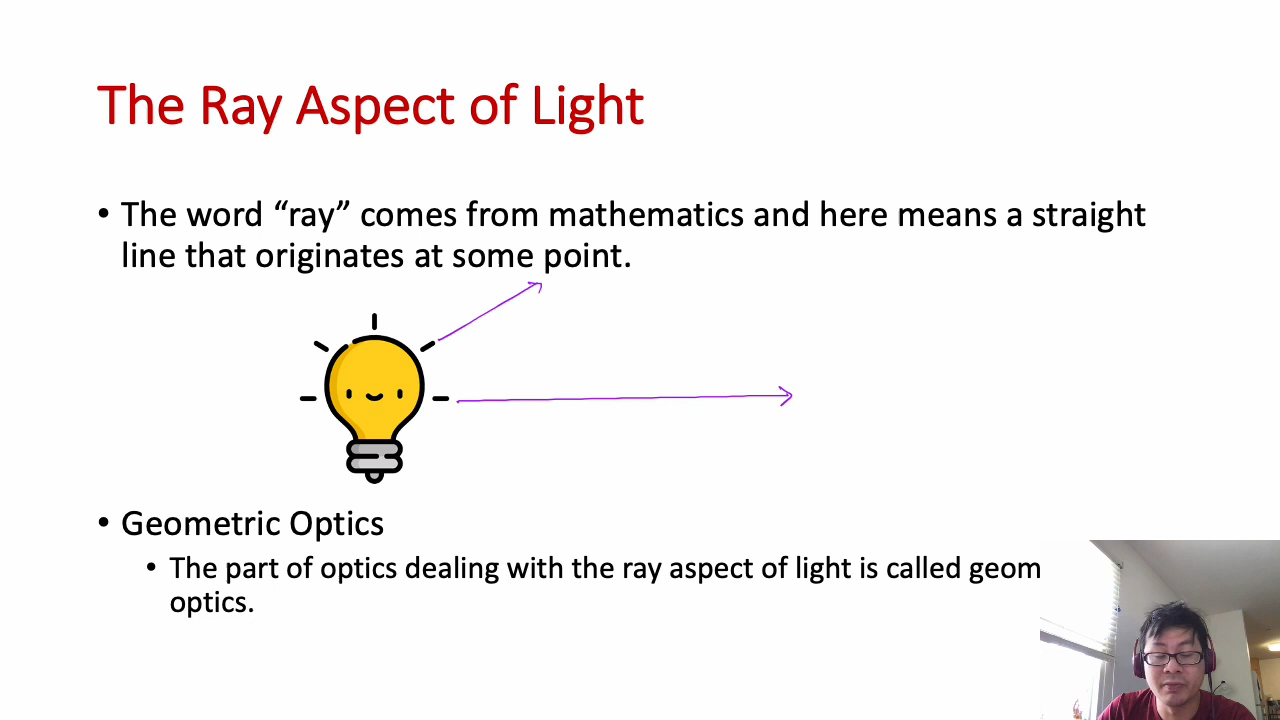 The Ray Aspect of Light
• The word “ray” comes from mathematics and here means a straight
line that originates at some point.
• Geometric Optics
• The part of optics dealing with the ray aspect of light is called geom
optics.